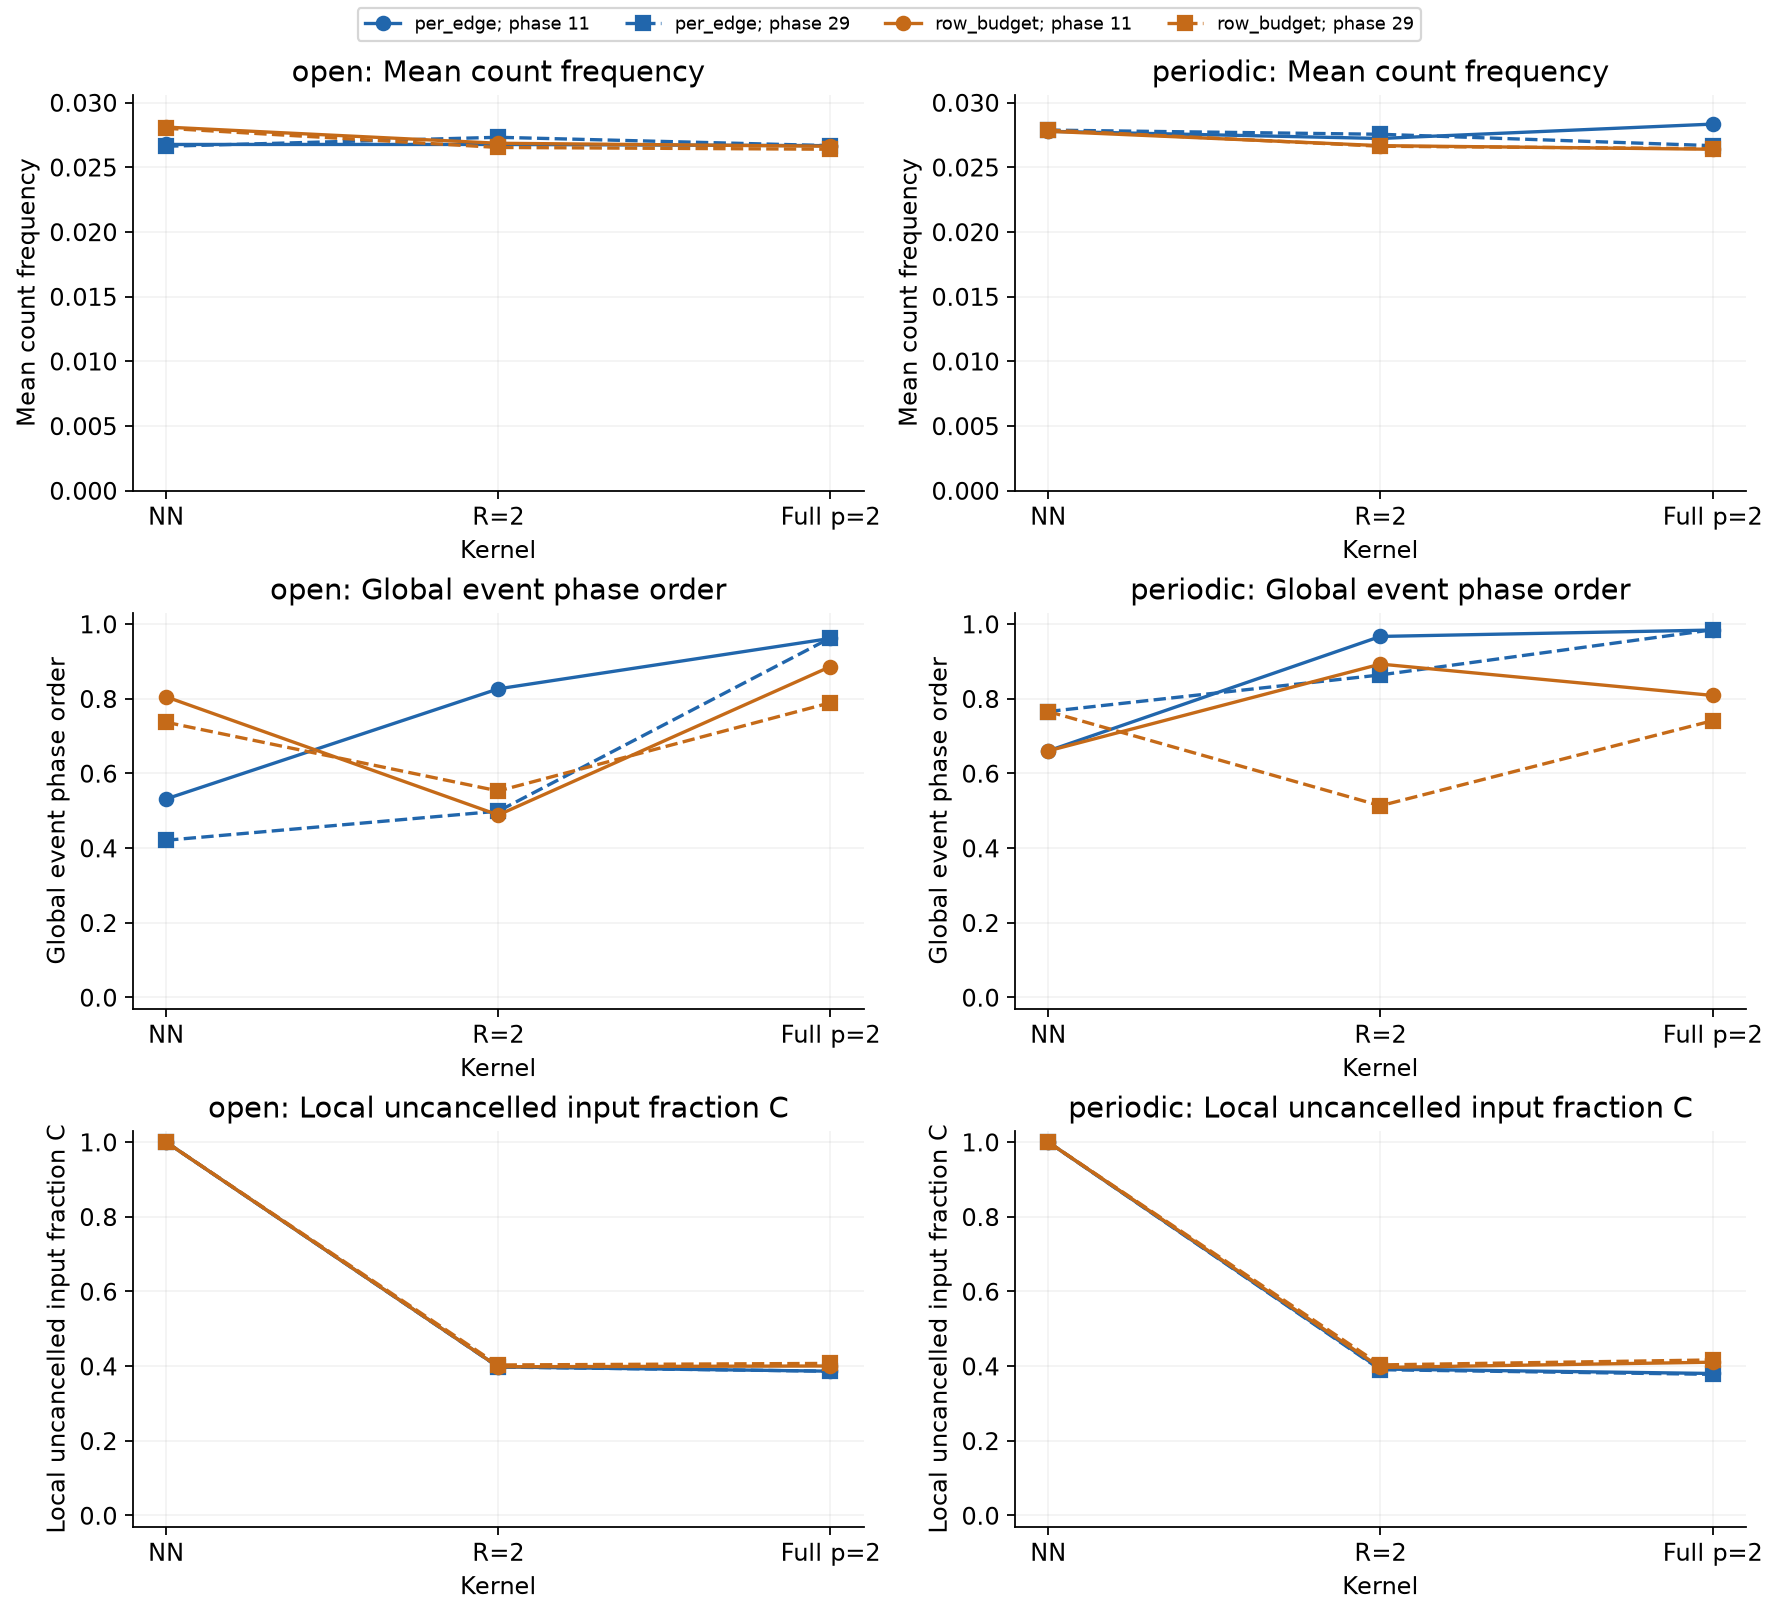 per_edge; phase 11 per_edge; phase 29 row_budget; phase 11 row_budget; phase 29
open: Mean count frequency
Mean count frequency
0.030
0.025
0.020
0.015
0.010
0.005
0.000
NN R=2 Full p=2
Kernel
periodic: Mean count frequency
Mean count frequency
0.030
0.025
0.020
0.015
0.010
0.005
0.000
NN R=2 Full p=2
Kernel
open: Global event phase order
Global event phase order
1.0
0.8
0.6
0.4
0.2
0.0
NN R=2 Full p=2
Kernel
periodic: Global event phase order
Global event phase order
1.0
0.8
0.6
0.4
0.2
0.0
NN R=2 Full p=2
Kernel
open: Local uncancelled input fraction C
Local uncancelled input fraction C
1.0
0.8
0.6
0.4
0.2
0.0
NN R=2 Full p=2
Kernel
periodic: Local uncancelled input fraction C
Local uncancelled input fraction C
1.0
0.8
0.6
0.4
0.2
0.0
NN R=2 Full p=2
Kernel